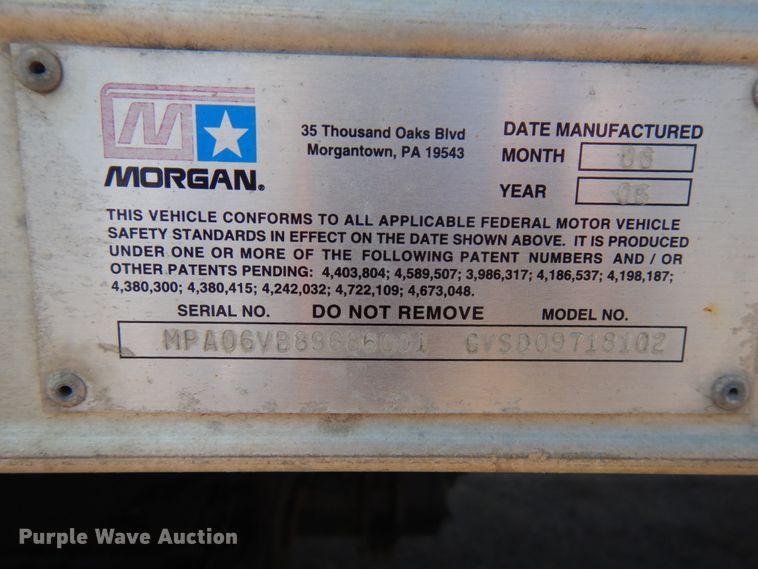 MORGAN®
35 Thousand Oaks Blvd
Morgantown, PA 19543
DATE MANUFACTURED
MONTH 06
YEAR
THIS VEHICLE CONFORMS TO ALL APPLICABLE FEDERAL MOTOR VEHICLE
SAFETY STANDARDS IN EFFECT ON THE DATE SHOWN ABOVE. IT IS PRODUCED
UNDER ONE OR MORE OF THE FOLLOWING PATENT NUMBERS AND / OR
OTHER PATENTS PENDING: 4,403,804; 4,589,507; 3,986,317; 4,186,537; 4,198,187;
4,380,300; 4,380,415; 4,242,032; 4,722,109; 4,673,048.
SERIAL NO. DO NOT REMOVE MODEL NO.
GVSD09718102
Purple Wave Auction